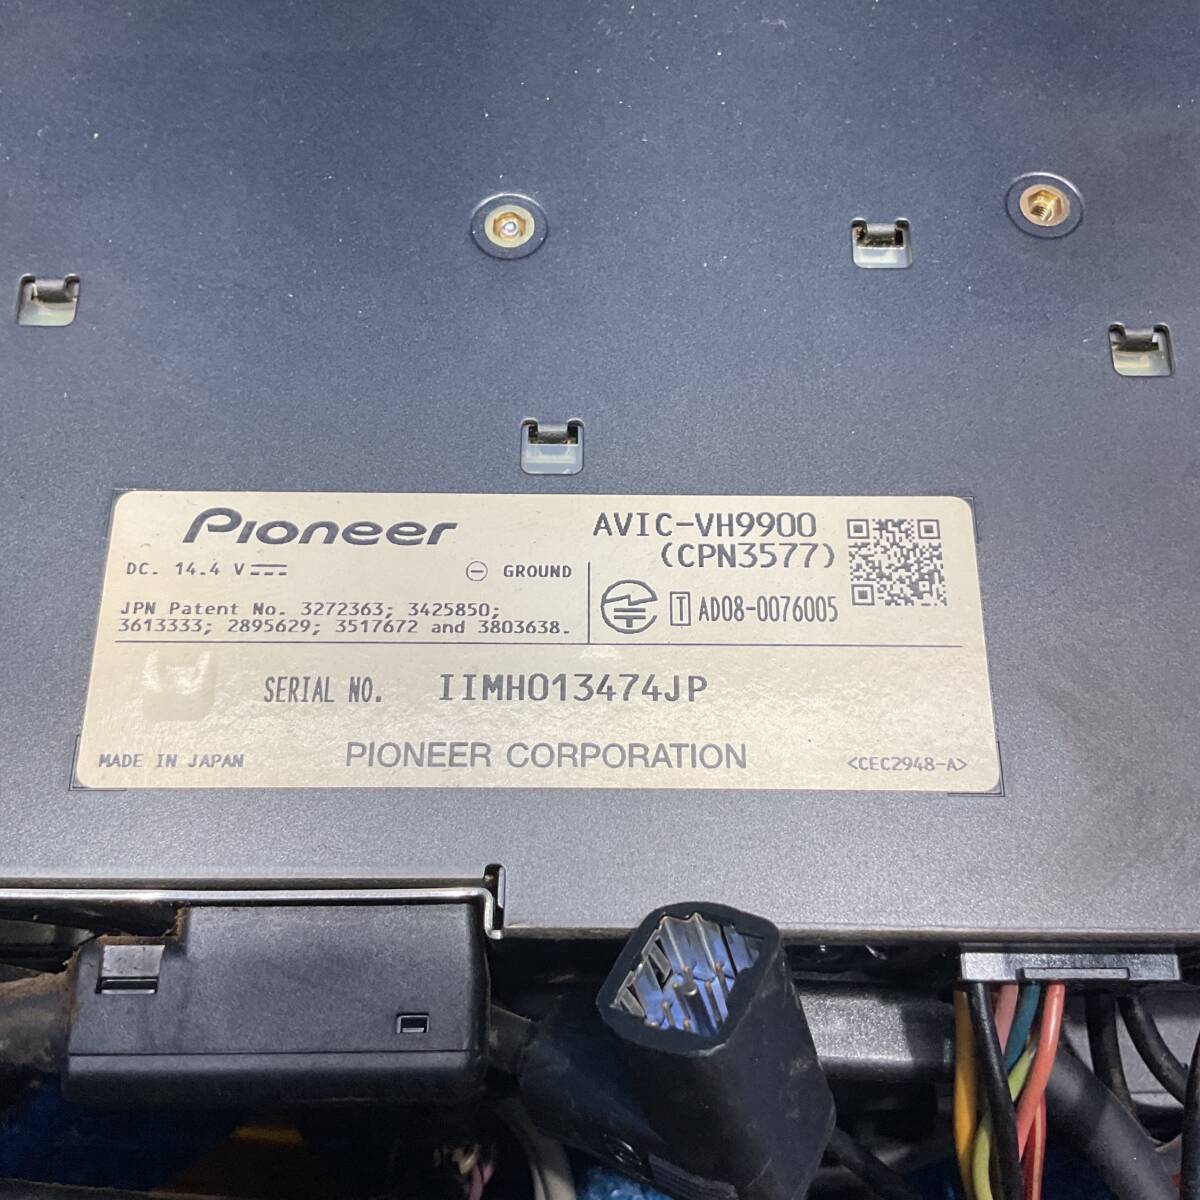 Pioneer
AVIC-VH9900
(CPN3577)
DC. 14.4 V
GROUND
JPN Patent No. 3272363; 3425850;
3613333; 2895629; 3517672 and 3803638.
T AD08-0076005
SERIAL NO. IIMH013474JP
MADE IN JAPAN
PIONEER CORPORATION
<CEC2948-A>